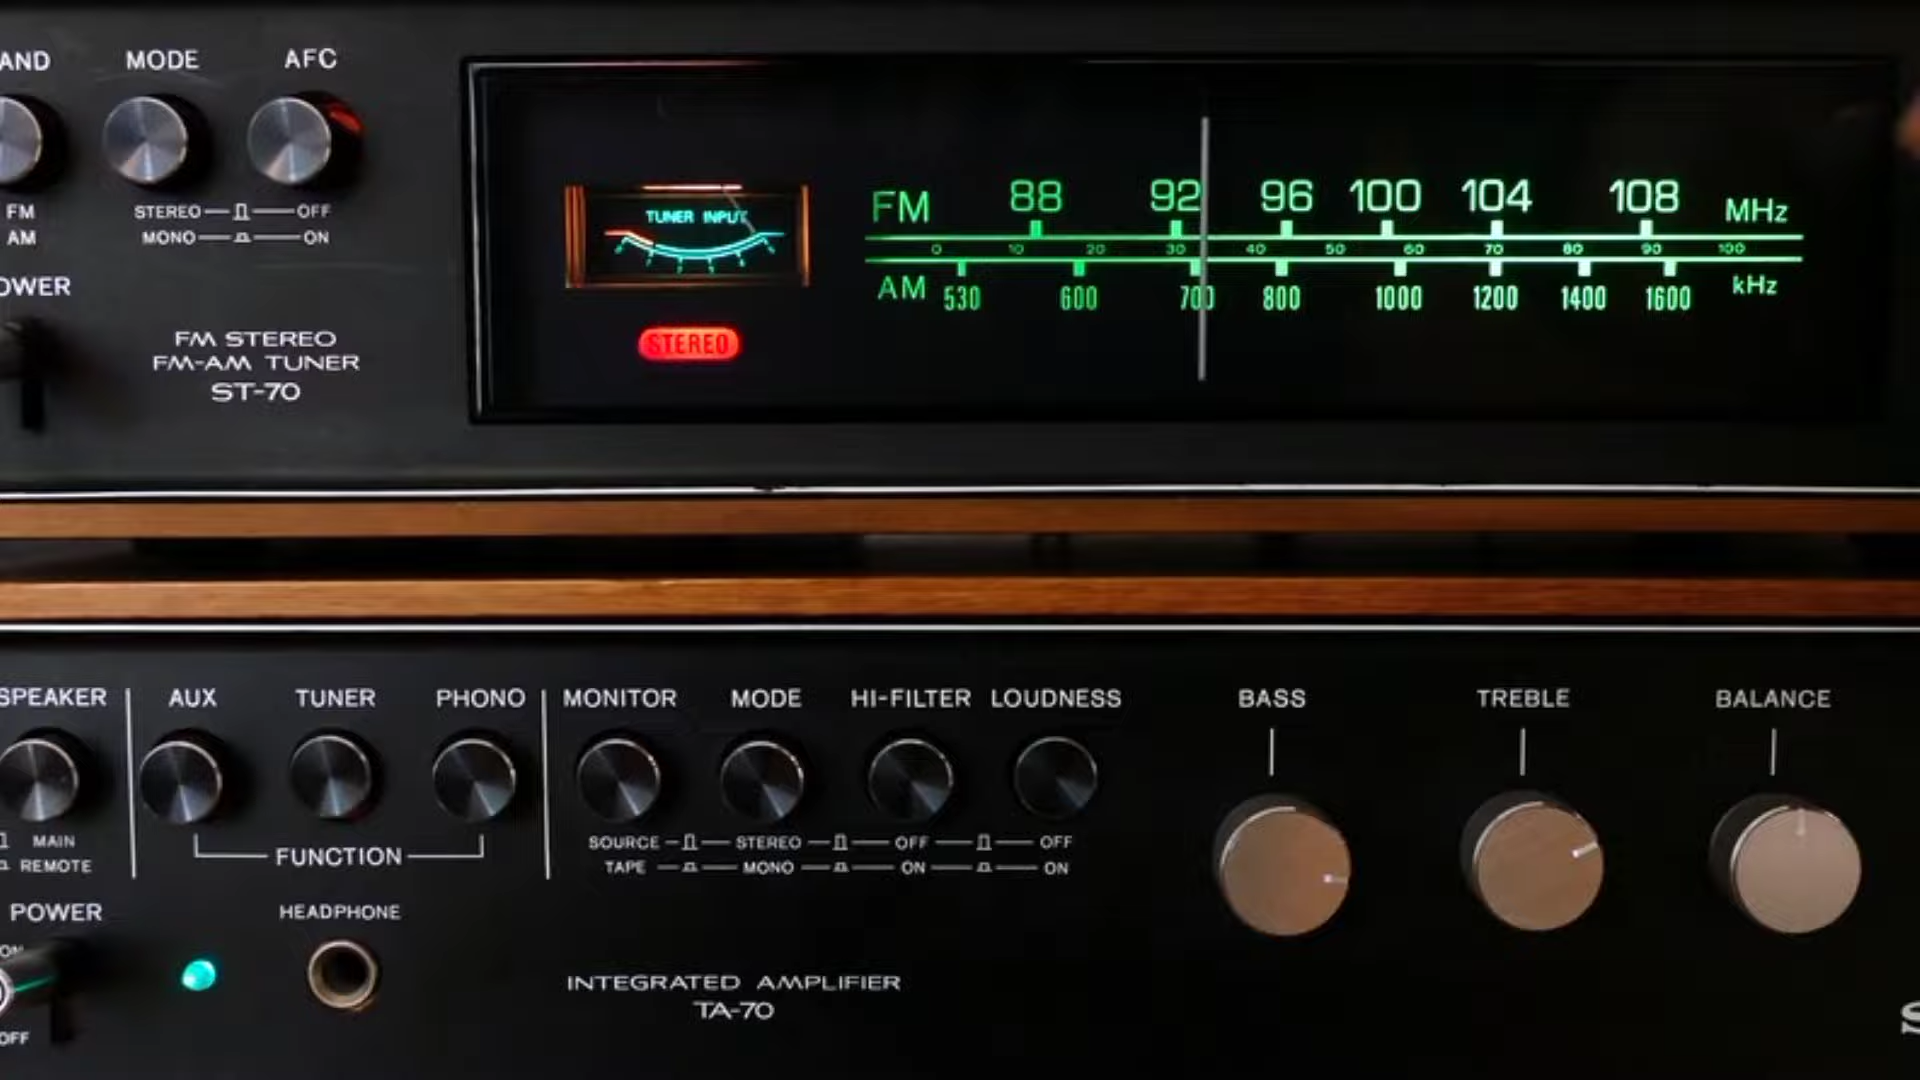 AND MODE AFC
FM STEREO OFF
AM MONO ON
OWER
FM STEREO
FM-AM TUNER
ST-70
TUNER INPUT
STEREO
FM 88 92 96 100 104 108 MHz
0 10 20 30 40 50 60 70 80 90 100
AM 530 600 700 800 1000 1200 1400 1600 kHz
SPEAKER AUX TUNER PHONO MONITOR MODE HI-FILTER LOUDNESS BASS TREBLE BALANCE
MAIN FUNCTION SOURCE STEREO OFF OFF
REMOTE TAPE MONO ON ON
POWER HEADPHONE
ON
OFF
INTEGRATED AMPLIFIER
TA-70
S